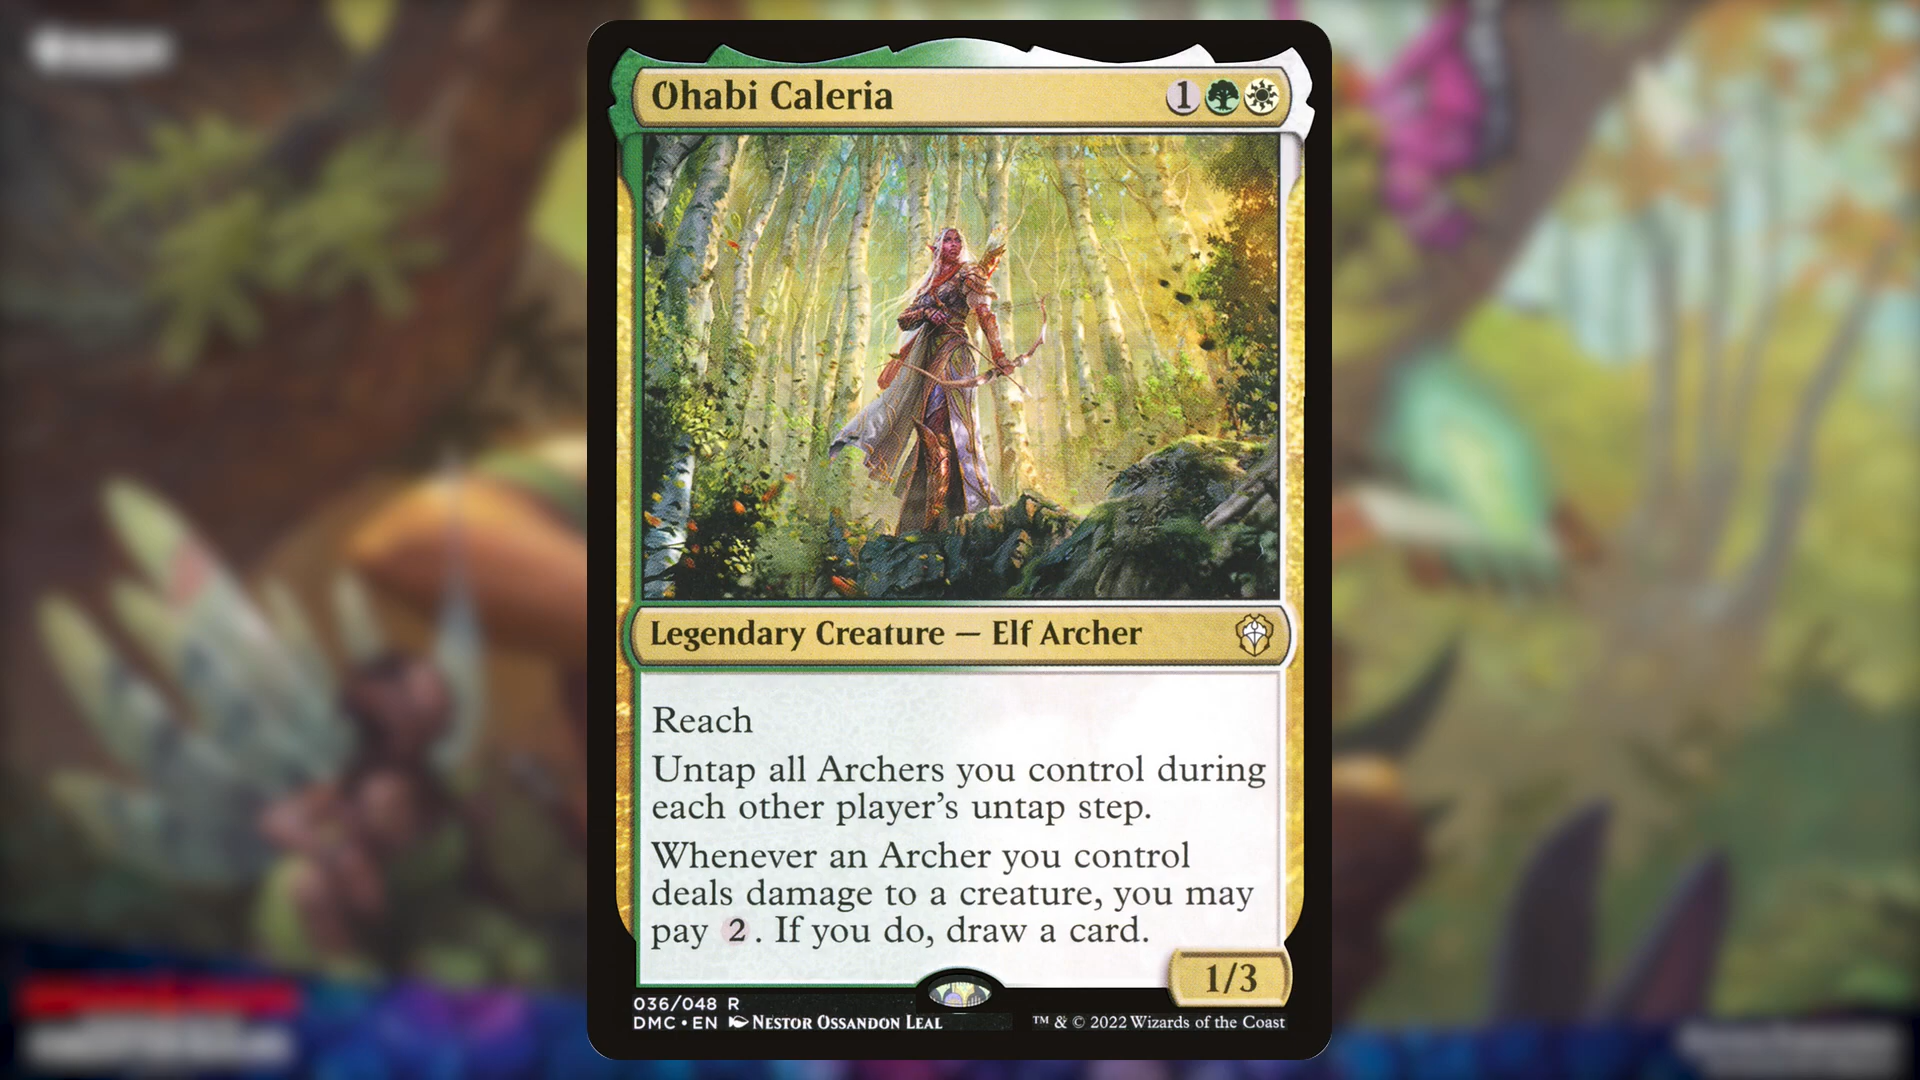 Ohabi Caleria 1
Legendary Creature — Elf Archer
Reach
Untap all Archers you control during
each other player's untap step.
Whenever an Archer you control
deals damage to a creature, you may
pay 2. If you do, draw a card.
1/3
036/048 R
DMC • EN Nestor Ossandon Leal
™ & © 2022 Wizards of the Coast